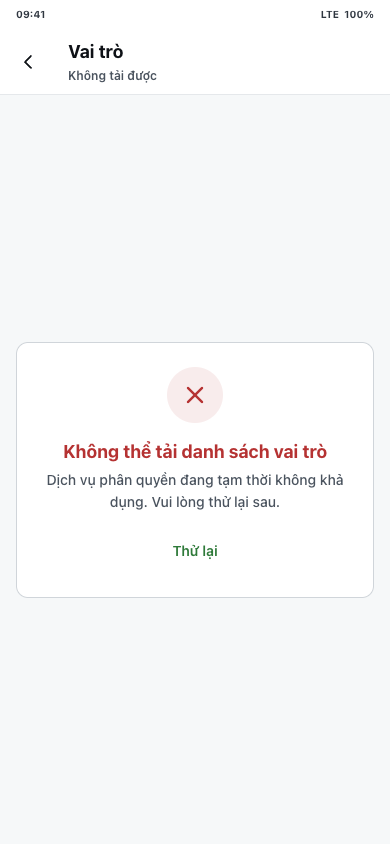 09:41
LTE 100%
Vai trò
Không tải được
Không thể tải danh sách vai trò
Dịch vụ phân quyền đang tạm thời không khả
dụng. Vui lòng thử lại sau.
Thử lại